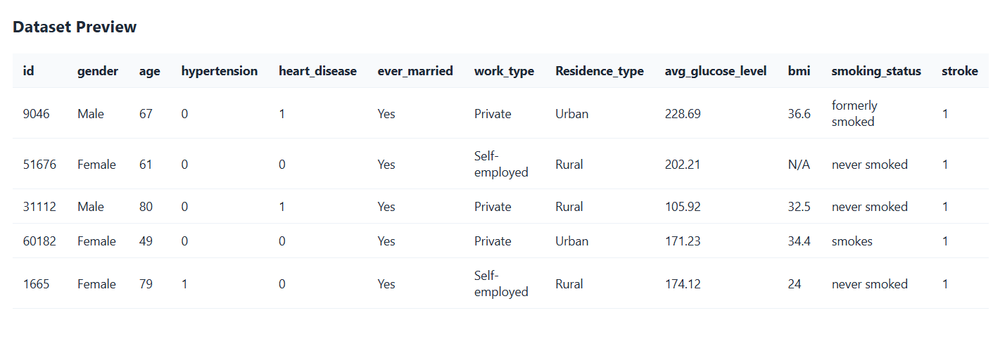 Dataset Preview
id gender age hypertension heart_disease ever_married work_type Residence_type avg_glucose_level bmi smoking_status stroke
9046 Male 67 0 1 Yes Private Urban 228.69 36.6 formerly smoked 1
51676 Female 61 0 0 Yes Self-employed Rural 202.21 N/A never smoked 1
31112 Male 80 0 1 Yes Private Rural 105.92 32.5 never smoked 1
60182 Female 49 0 0 Yes Private Urban 171.23 34.4 smokes 1
1665 Female 79 1 0 Yes Self-employed Rural 174.12 24 never smoked 1